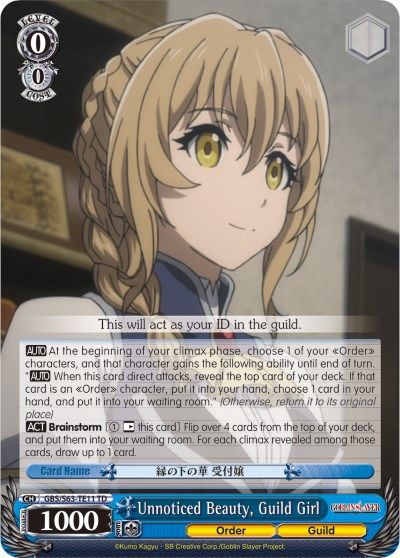 LEVEL
0
0
COST
This will act as your ID in the guild.
AUTO At the beginning of your climax phase, choose 1 of your «Order»
characters, and that character gains the following ability until end of turn.
"AUTO When this card direct attacks, reveal the top card of your deck. If that
card is an «Order» character, put it into your hand, choose 1 card in your
hand, and put it into your waiting room." (Otherwise, return it to its original
place)
ACT Brainstorm [① this card] Flip over 4 cards from the top of your deck,
and put them into your waiting room. For each climax revealed among those
cards, draw up to 1 card.
Card Name 縁の下の華 受付嬢
CH GBS/S63-TE11 TD
Unnoticed Beauty, Guild Girl
GOBLIN SLAYER
POWER 1000
SOUL
Order Guild
©Kumo Kagyu・SB Creative Corp./Goblin Slayer Project.